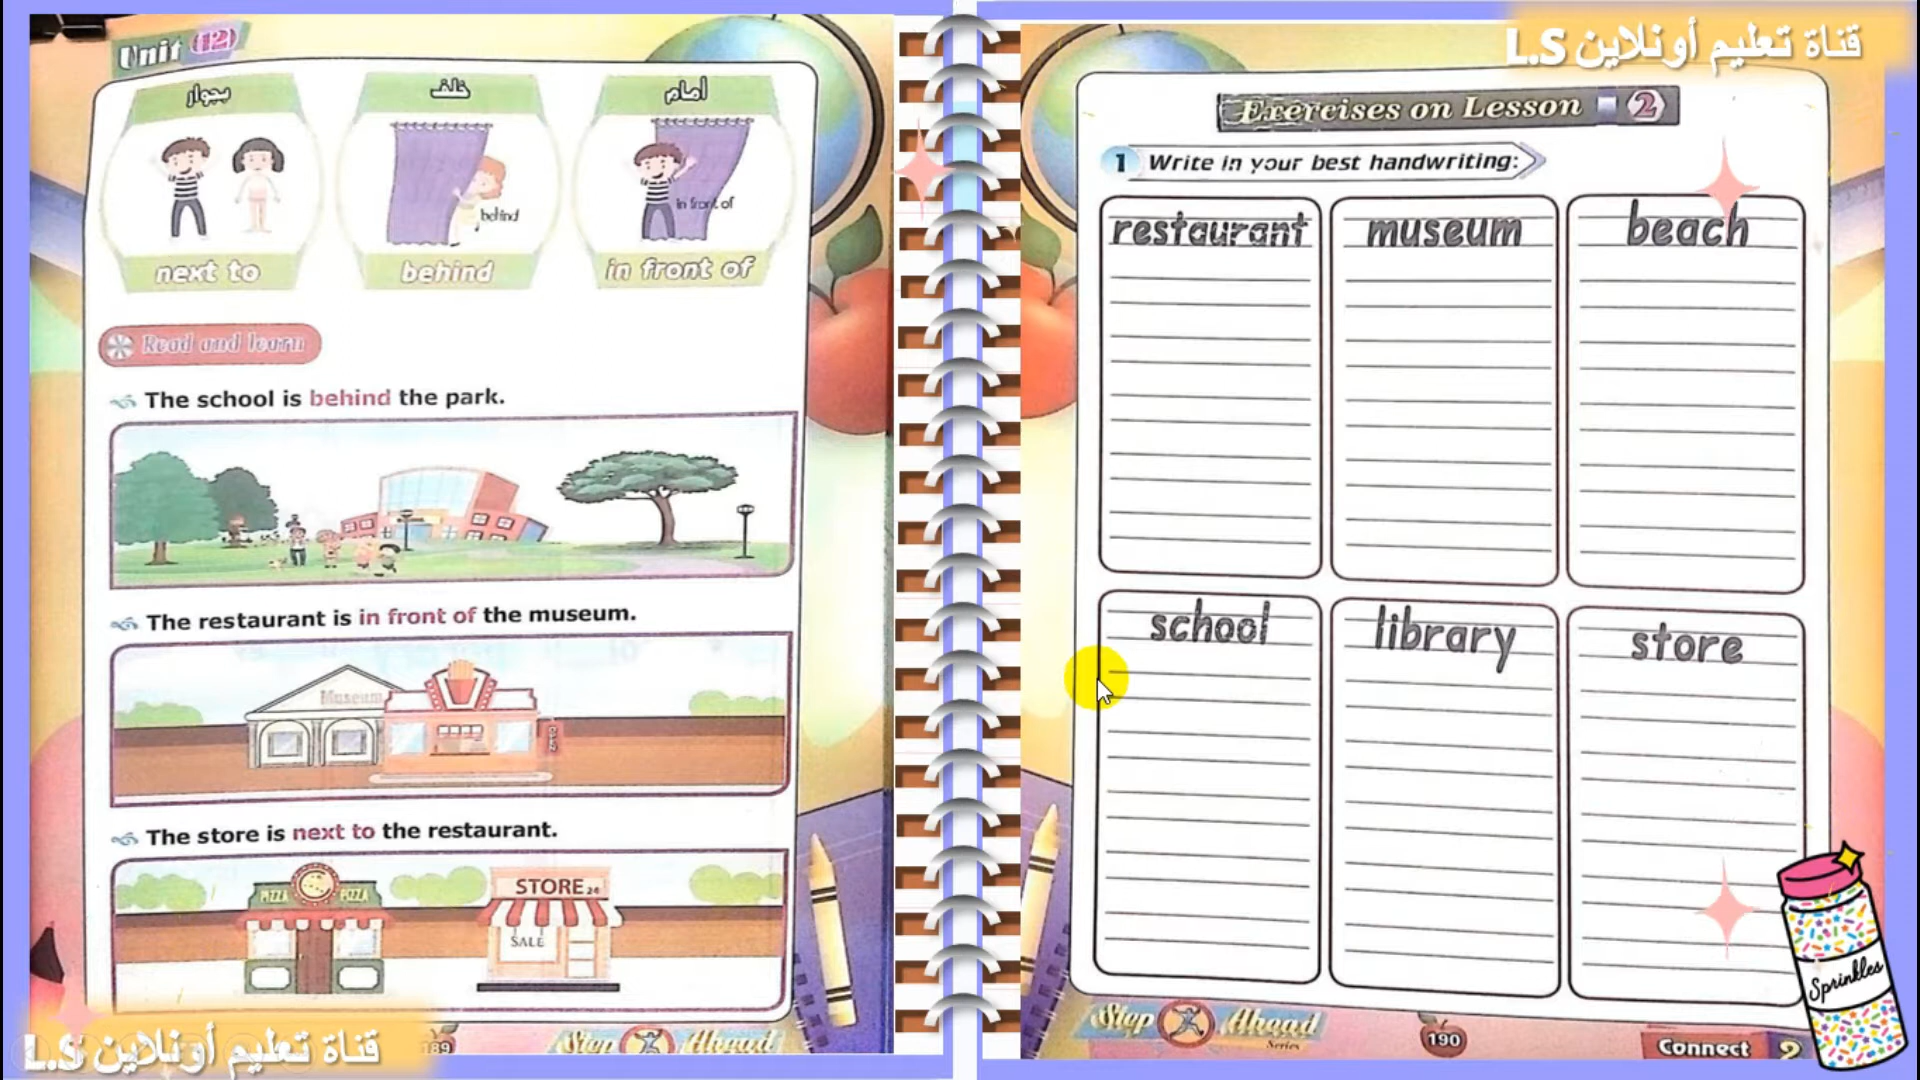 قناة تعليم أونلاين L.S
Unit (12)
بجوار
خلف
أمام
behind
in front of
next to
behind
in front of
Read and learn
The school is behind the park.
The restaurant is in front of the museum.
Museum
OPEN
The store is next to the restaurant.
PIZZA PIZZA
STORE 24
SALE
قناة تعليم أونلاين L.S
189
Step Ahead
Exercises on Lesson 2
1 Write in your best handwriting:
restaurant
museum
beach
school
library
store
Step Ahead
Series
190
Connect 2
Sprinkles